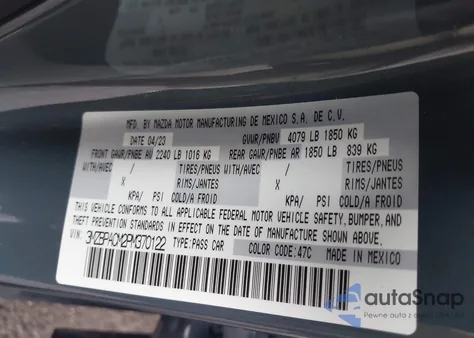 MFD. BY MAZDA MOTOR MANUFACTURING DE MEXICO S.A. DE C.V.
DATE 04/20 GVWR/PNBV 4079 LB 1850 KG
FRONT GAWR/PNBE AV 2240 LB 1016 KG REAR GAWR/PNBE AR 1850 LB 839 KG
WITH/AVEC / TIRES/PNEUS WITH/AVEC / TIRES/PNEUS
X RIMS/JANTES X RIMS/JANTES
KPA/ PSI COLD/A FROID KPA/ PSI COLD/A FROID
THIS VEHICLE CONFORMS TO ALL APPLICABLE FEDERAL MOTOR VEHICLE SAFETY, BUMPER, AND
THEFT PREVENTION STANDARDS IN EFFECT ON THE DATE OF MANUFACTURE SHOWN ABOVE.
VIN: TYPE: PASS CAR COLOR CODE: 47C MADE IN MEXICO
autoSnap
Pewne auta z